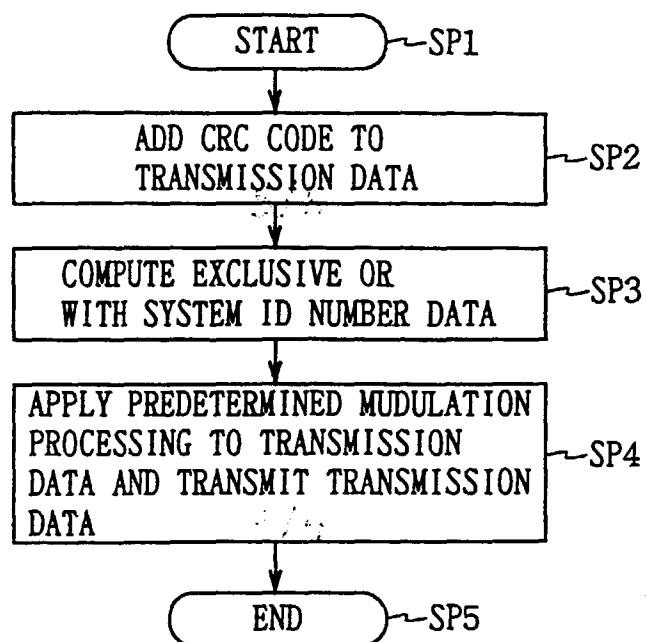 START
SP1
ADD CRC CODE TO
TRANSMISSION DATA
SP2
COMPUTE EXCLUSIVE OR
WITH SYSTEM ID NUMBER DATA
SP3
APPLY PREDETERMINED MUDULATION
PROCESSING TO TRANSMISSION
DATA AND TRANSMIT TRANSMISSION
DATA
SP4
END
SP5